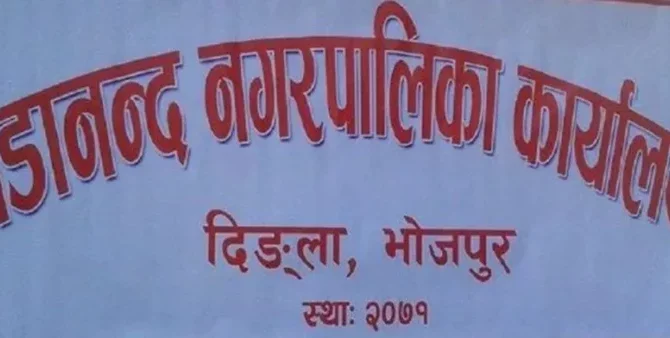 डानन्द नगरपालिका कार्याल
दिङ्ला, भोजपुर
स्था: २०७१